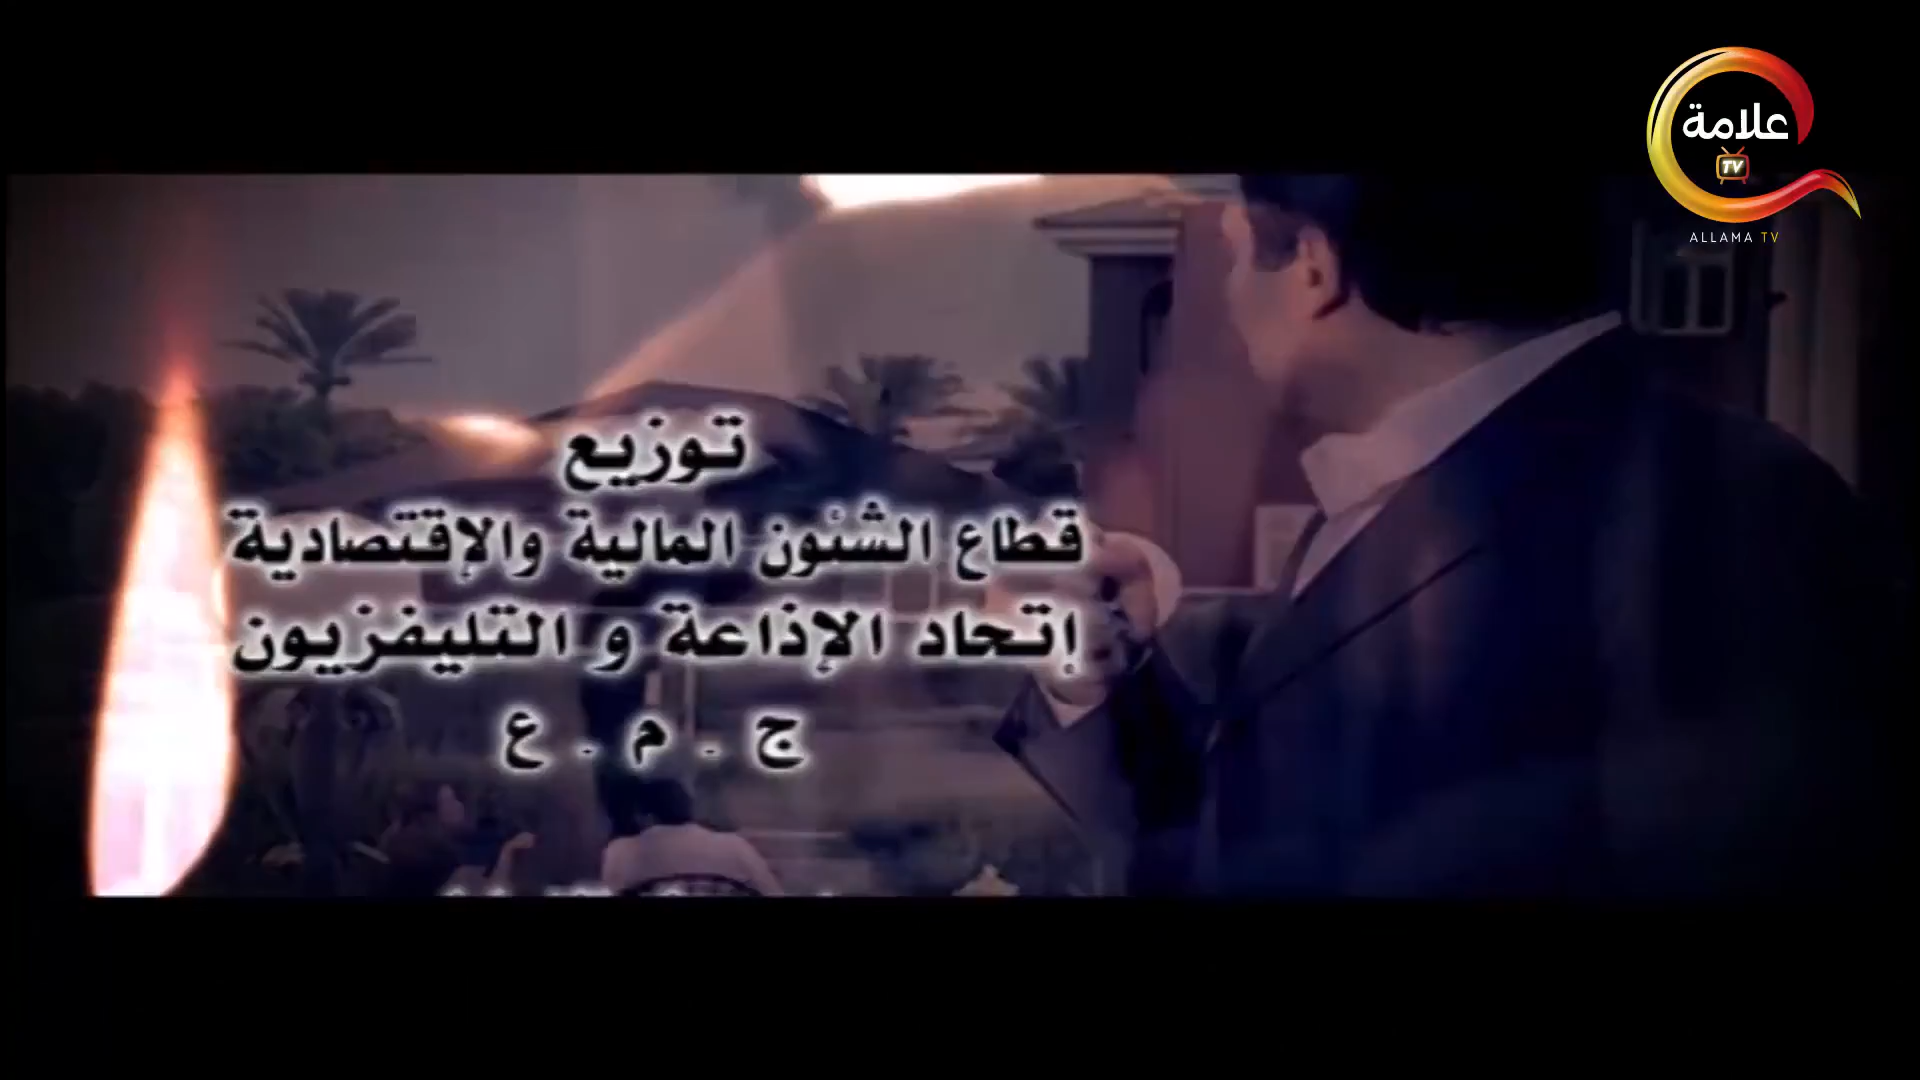 علامة
TV
ALLAMA TV
توزيع
قطاع الشئون المالية والإقتصادية
إتحاد الإذاعة و التليفزيون
ج . م . ع